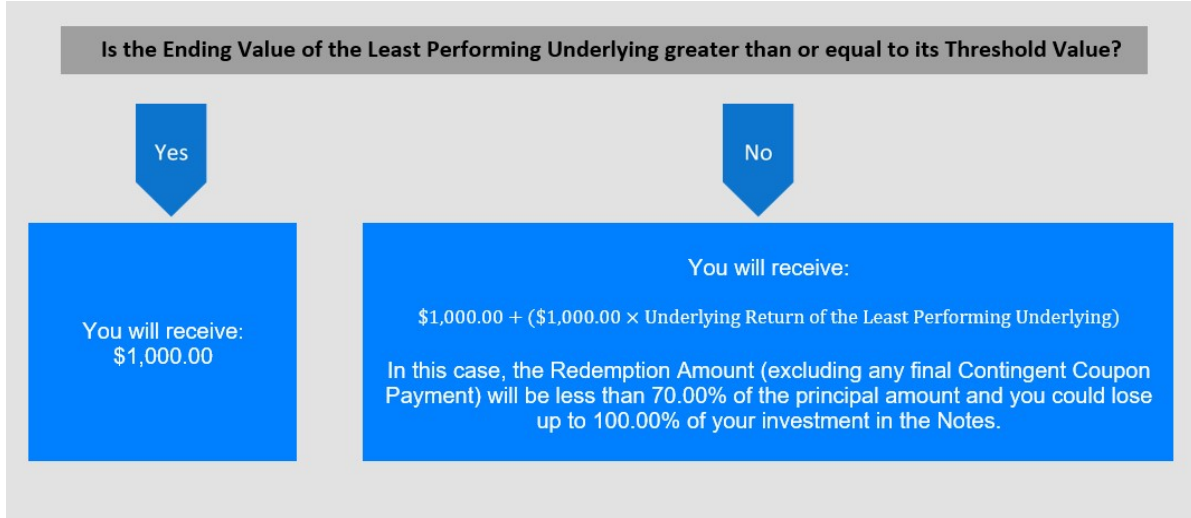 Is the Ending Value of the Least Performing Underlying greater than or equal to its Threshold Value?
Yes
No
You will receive:
$1,000.00
You will receive:
$1,000.00 + ($1,000.00 × Underlying Return of the Least Performing Underlying)
In this case, the Redemption Amount (excluding any final Contingent Coupon
Payment) will be less than 70.00% of the principal amount and you could lose
up to 100.00% of your investment in the Notes.